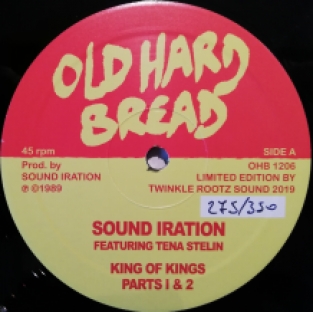 OLD HARD
BREAD
45 rpm
SIDE A
Prod. by
OHB 1206
SOUND IRATION
LIMITED EDITION BY
℗©1989
TWINKLE ROOTZ SOUND 2019
275/350
SOUND IRATION
FEATURING TENA STELIN
KING OF KINGS
PARTS I & 2